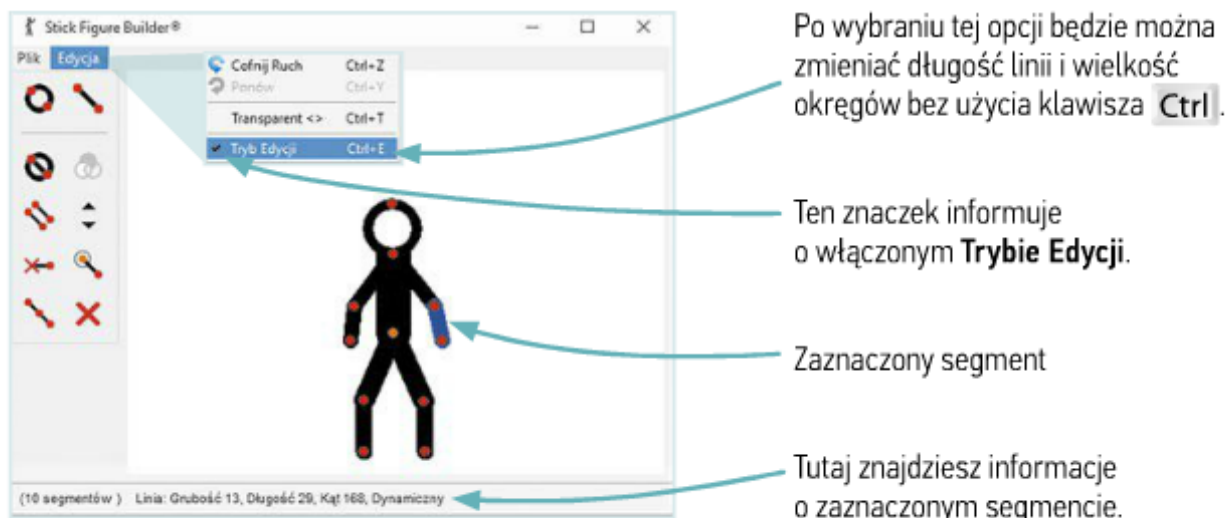 Stick Figure Builder®
Plik Edycja
Cofnij Ruch Ctrl+Z
Ponów Ctrl+Y
Transparent <> Ctrl+T
Tryb Edycji Ctrl+E
(10 segmentów ) Linia: Grubość 13, Długość 29, Kąt 168, Dynamiczny
Po wybraniu tej opcji będzie można
zmieniać długość linii i wielkość
okręgów bez użycia klawisza Ctrl.
Ten znaczek informuje
o włączonym Trybie Edycji.
Zaznaczony segment
Tutaj znajdziesz informacje
o zaznaczonym segmencie.